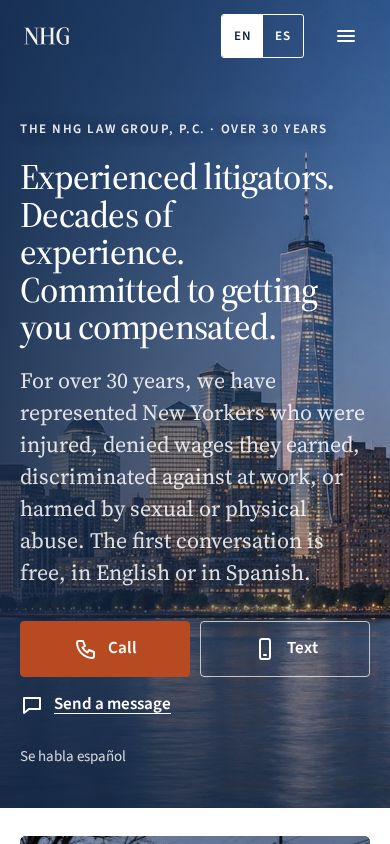 NHG
EN
ES
THE NHG LAW GROUP, P.C. · OVER 30 YEARS
Experienced litigators.
Decades of
experience.
Committed to getting
you compensated.
For over 30 years, we have
represented New Yorkers who were
injured, denied wages they earned,
discriminated against at work, or
harmed by sexual or physical
abuse. The first conversation is
free, in English or in Spanish.
Call
Text
Send a message
Se habla español